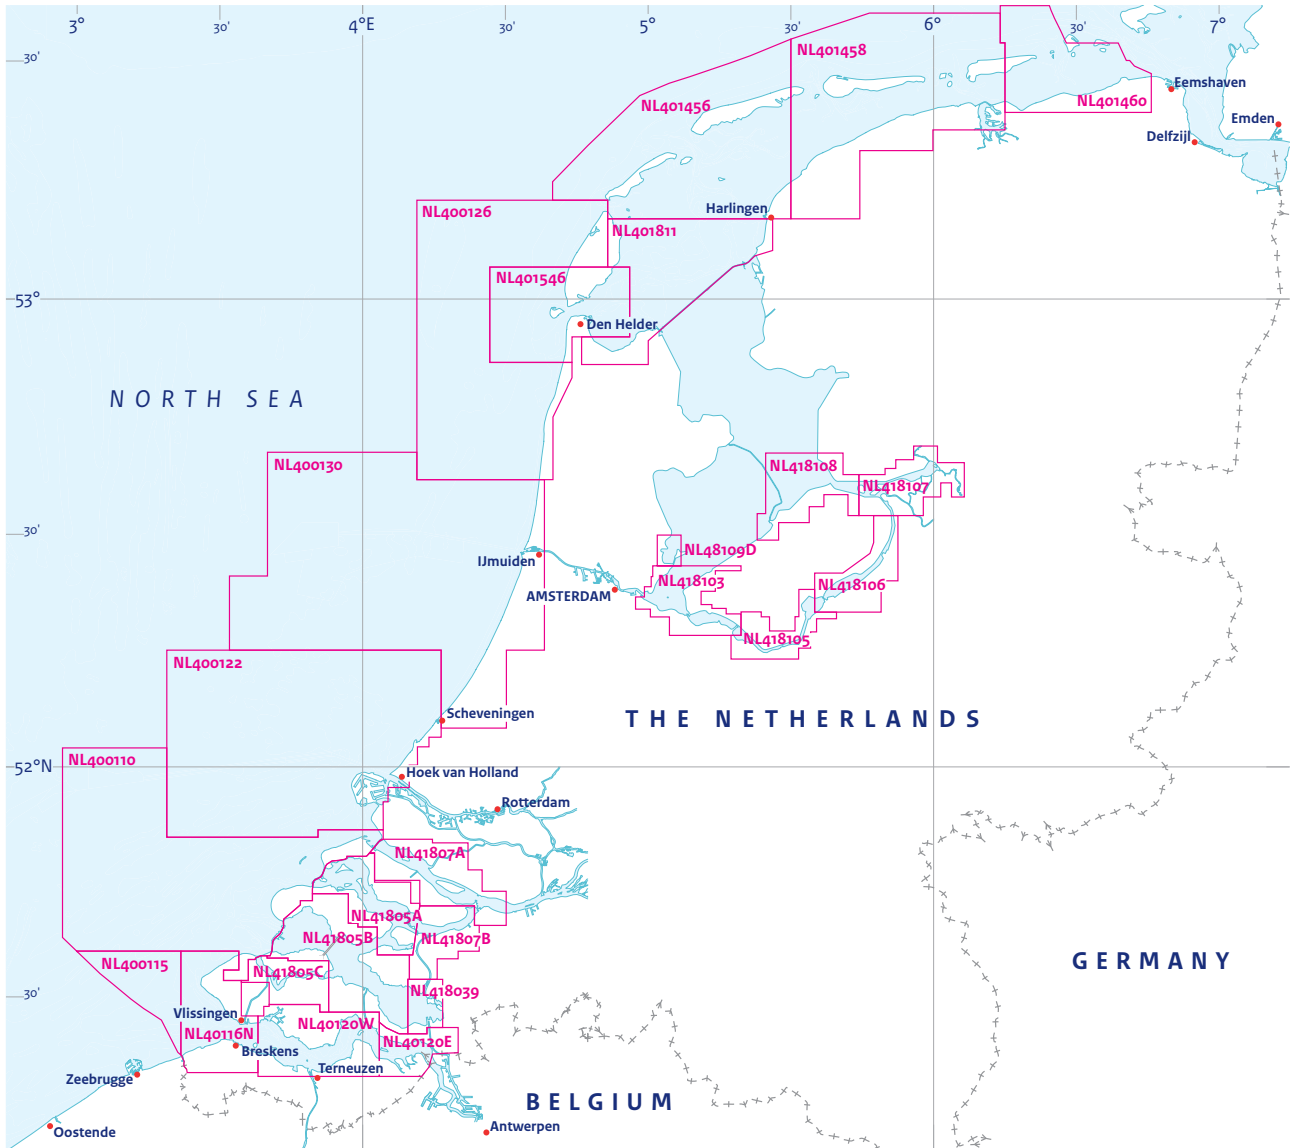 3°
30'
4°E
30'
5°
30'
6°
30'
7°
30'
NL401458
NL401456
NL401460
Eemshaven
Emden
Delfzijl
NL400126
Harlingen
NL401811
NL401546
53°
Den Helder
NORTH SEA
NL400130
NL418108
NL418107
30'
NL48109D
IJmuiden
NL418103
NL418106
AMSTERDAM
NL418105
NL400122
Scheveningen
THE NETHERLANDS
NL400110
52°N
Hoek van Holland
Rotterdam
NL41807A
NL41805A
NL41805B
NL41807B
NL400115
NL41805C
GERMANY
30'
NL418039
Vlissingen
NL40120W
NL40116N
NL40120E
Breskens
Terneuzen
Zeebrugge
BELGIUM
Antwerpen
Oostende